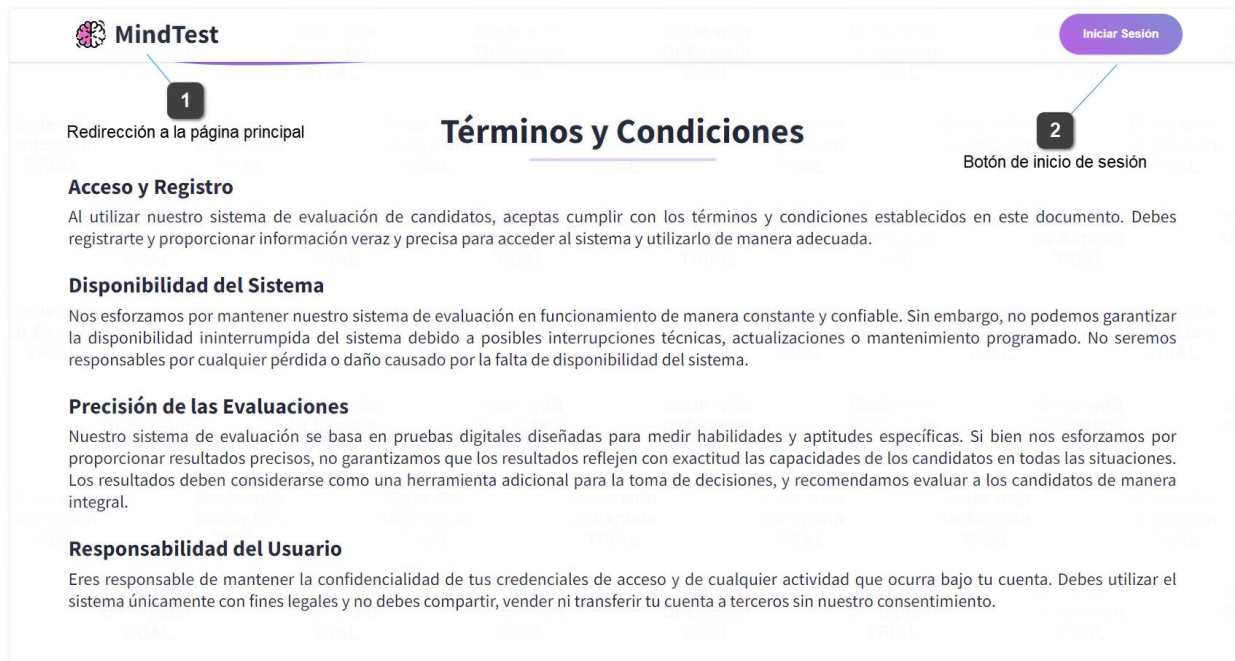 MindTest
Iniciar Sesión
1
Redirección a la página principal
2
Botón de inicio de sesión
Términos y Condiciones
Acceso y Registro
Al utilizar nuestro sistema de evaluación de candidatos, aceptas cumplir con los términos y condiciones establecidos en este documento. Debes
registrarte y proporcionar información veraz y precisa para acceder al sistema y utilizarlo de manera adecuada.
Disponibilidad del Sistema
Nos esforzamos por mantener nuestro sistema de evaluación en funcionamiento de manera constante y confiable. Sin embargo, no podemos garantizar
la disponibilidad ininterrumpida del sistema debido a posibles interrupciones técnicas, actualizaciones o mantenimiento programado. No seremos
responsables por cualquier pérdida o daño causado por la falta de disponibilidad del sistema.
Precisión de las Evaluaciones
Nuestro sistema de evaluación se basa en pruebas digitales diseñadas para medir habilidades y aptitudes específicas. Si bien nos esforzamos por
proporcionar resultados precisos, no garantizamos que los resultados reflejen con exactitud las capacidades de los candidatos en todas las situaciones.
Los resultados deben considerarse como una herramienta adicional para la toma de decisiones, y recomendamos evaluar a los candidatos de manera
integral.
Responsabilidad del Usuario
Eres responsable de mantener la confidencialidad de tus credenciales de acceso y de cualquier actividad que ocurra bajo tu cuenta. Debes utilizar el
sistema únicamente con fines legales y no debes compartir, vender ni transferir tu cuenta a terceros sin nuestro consentimiento.